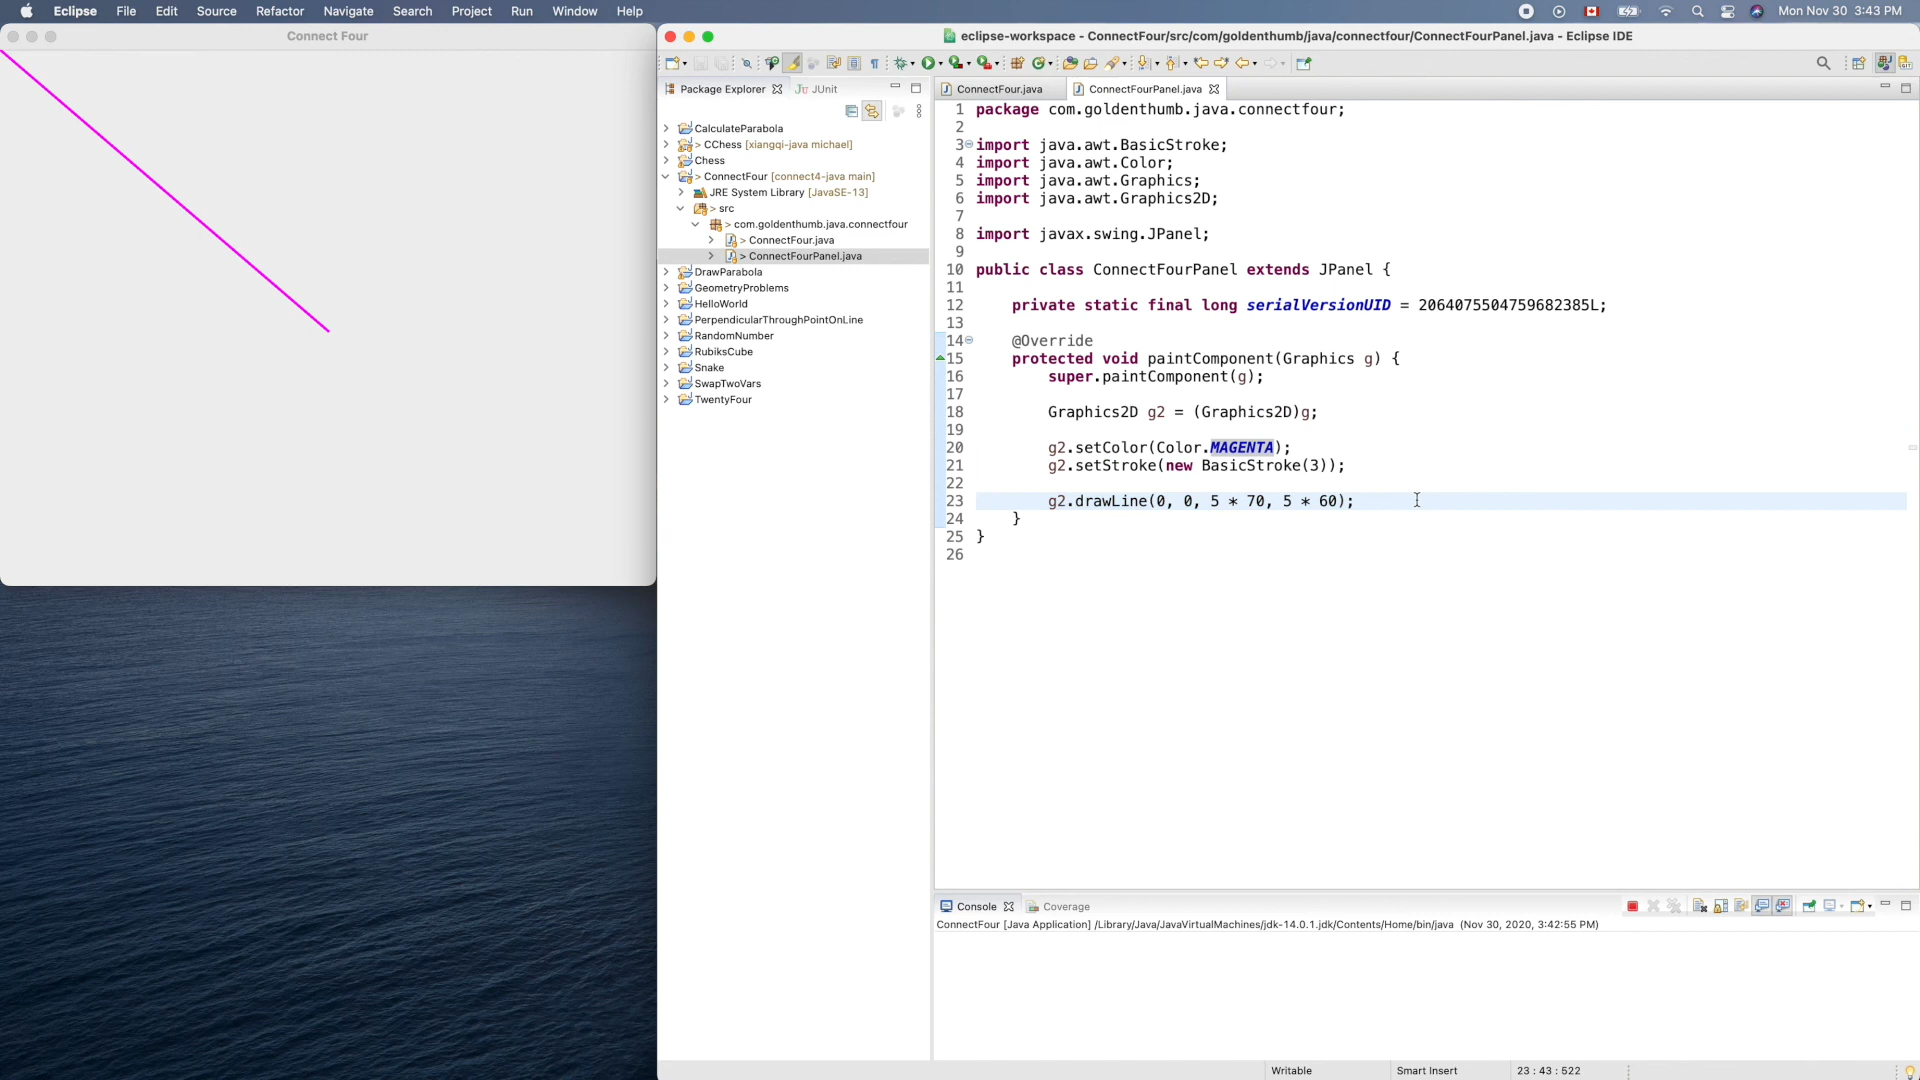 Eclipse File Edit Source Refactor Navigate Search Project Run Window Help
Mon Nov 30 3:43 PM
Connect Four
eclipse-workspace - ConnectFour/src/com/goldenthumb/java/connectfour/ConnectFourPanel.java - Eclipse IDE
Package Explorer
JUnit
CalculateParabola
> CChess [xiangqi-java michael]
Chess
> ConnectFour [connect4-java main]
JRE System Library [JavaSE-13]
> src
> com.goldenthumb.java.connectfour
> ConnectFour.java
> ConnectFourPanel.java
DrawParabola
GeometryProblems
HelloWorld
PerpendicularThroughPointOnLine
RandomNumber
RubiksCube
Snake
SwapTwoVars
TwentyFour
ConnectFour.java
ConnectFourPanel.java
1 package com.goldenthumb.java.connectfour;
2
3 import java.awt.BasicStroke;
4 import java.awt.Color;
5 import java.awt.Graphics;
6 import java.awt.Graphics2D;
7
8 import javax.swing.JPanel;
9
10 public class ConnectFourPanel extends JPanel {
11
12 private static final long serialVersionUID = 2064075504759682385L;
13
14 @Override
15 protected void paintComponent(Graphics g) {
16 super.paintComponent(g);
17
18 Graphics2D g2 = (Graphics2D)g;
19
20 g2.setColor(Color.MAGENTA);
21 g2.setStroke(new BasicStroke(3));
22
23 g2.drawLine(0, 0, 5 * 70, 5 * 60);
24 }
25 }
26
Console
Coverage
ConnectFour [Java Application] /Library/Java/JavaVirtualMachines/jdk-14.0.1.jdk/Contents/Home/bin/java (Nov 30, 2020, 3:42:55 PM)
Writable
Smart Insert
23 : 43 : 522